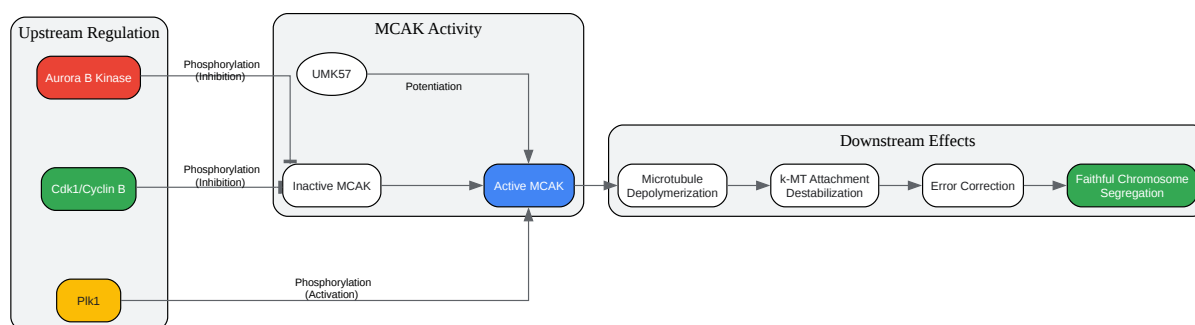 Upstream Regulation
MCAK Activity
Aurora B Kinase
Phosphorylation
(Inhibition)
UMK57
Potentiation
Downstream Effects
Cdk1/Cyclin B
Phosphorylation
(Inhibition)
Inactive MCAK
Active MCAK
Microtubule
Depolymerization
k-MT Attachment
Destabilization
Error Correction
Faithful Chromosome
Segregation
Plk1
Phosphorylation
(Activation)